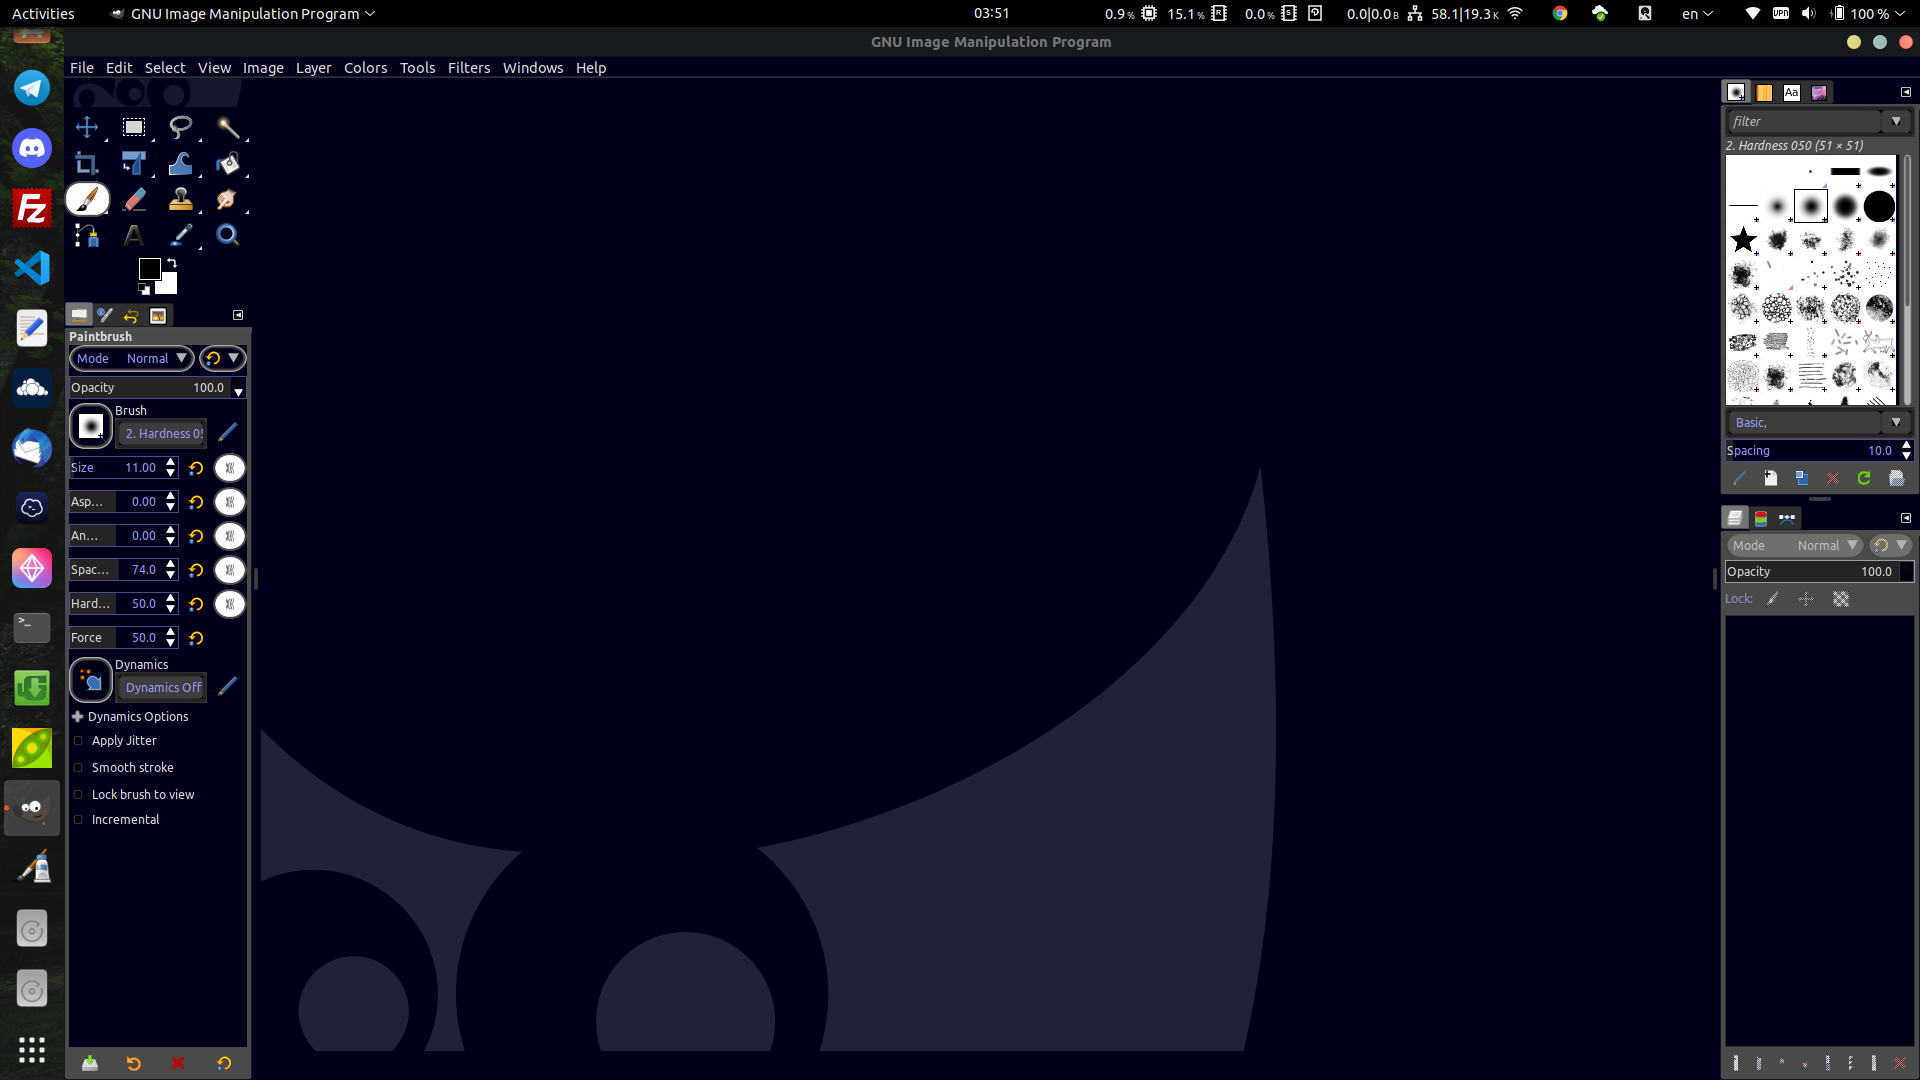 Activities
GNU Image Manipulation Program
03:51
0.9 %
15.1 %
0.0 %
0.0|0.0 B
58.1|19.3 K
en
100 %
GNU Image Manipulation Program
File Edit Select View Image Layer Colors Tools Filters Windows Help
Paintbrush
Mode Normal
Opacity 100.0
Brush
2. Hardness 05
Size 11.00
Asp... 0.00
An... 0.00
Spac... 74.0
Hard... 50.0
Force 50.0
Dynamics
Dynamics Off
Dynamics Options
Apply Jitter
Smooth stroke
Lock brush to view
Incremental
Aa
filter
2. Hardness 050 (51 × 51)
Basic,
Spacing 10.0
Mode Normal
Opacity 100.0
Lock: